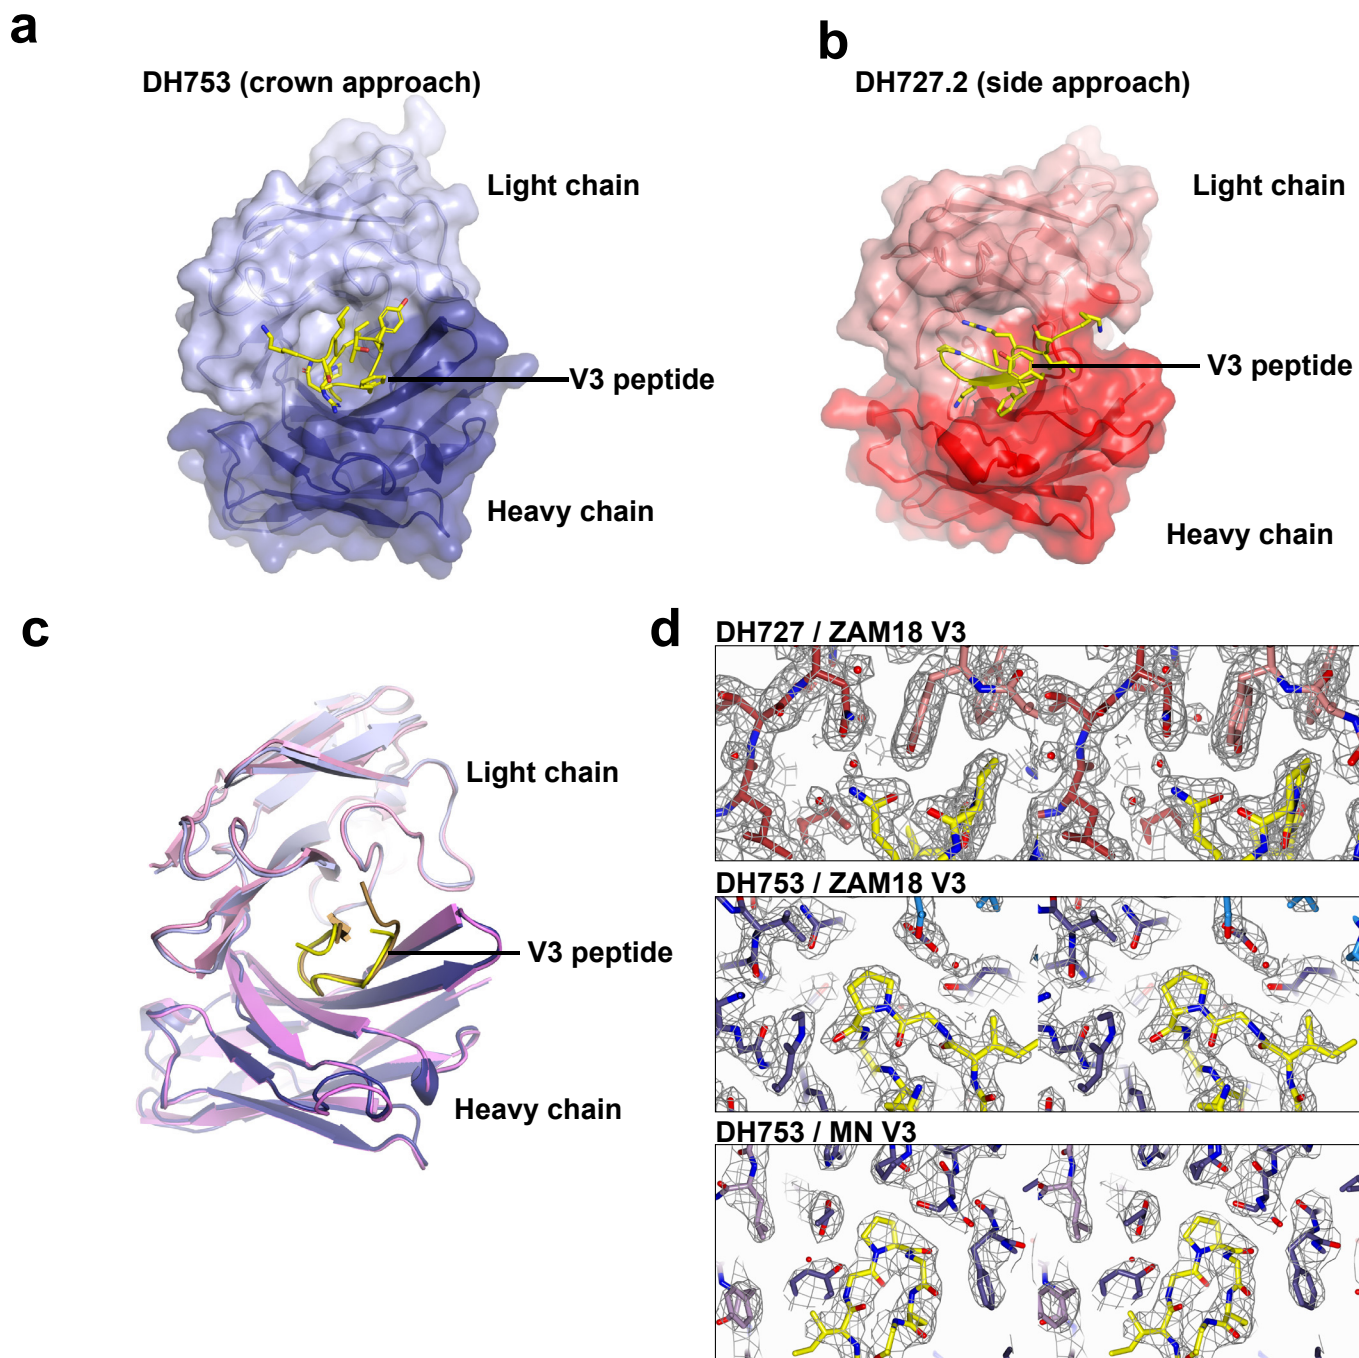 a
DH753 (crown approach)
Light chain
V3 peptide
Heavy chain
b
DH727.2 (side approach)
Light chain
V3 peptide
Heavy chain
c
Light chain
V3 peptide
Heavy chain
d
DH727 / ZAM18 V3
DH753 / ZAM18 V3
DH753 / MN V3